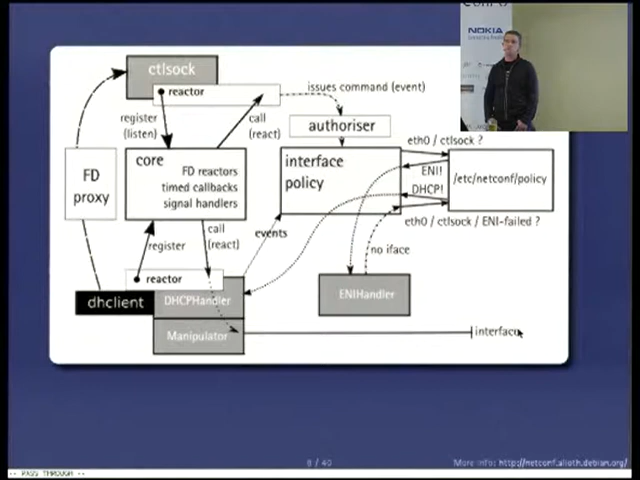 NOKIA
ctlsock
reactor
issues command (event)
register
(listen)
call
(react)
authoriser
eth0 / ctlsock ?
FD
proxy
core
FD reactors
timed callbacks
signal handlers
interface
policy
ENI!
DHCP!
/etc/netconf/policy
eth0 / ctlsock / ENI-failed ?
call
(react)
events
register
no iface
reactor
dhclient
DHCPHandler
ENIHandler
Manipulator
interface
8 / 40
More info: http://netconf.alioth.debian.org/
-- PASS THROUGH --